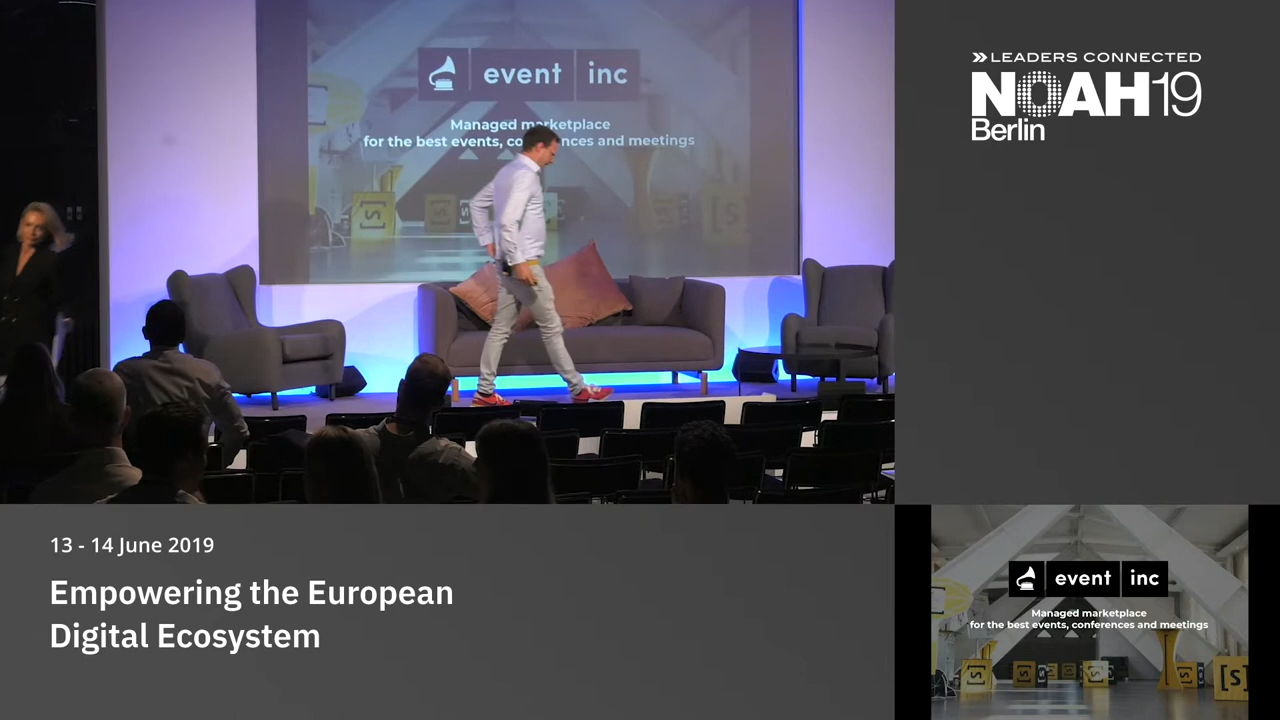 event inc
Managed marketplace
for the best events, conferences and meetings
[s] [s] [s]
LEADERS CONNECTED
NOAH19
Berlin
13 - 14 June 2019
Empowering the European
Digital Ecosystem
event inc
Managed marketplace
for the best events, conferences and meetings
[s] [s] [s] [s] [s]